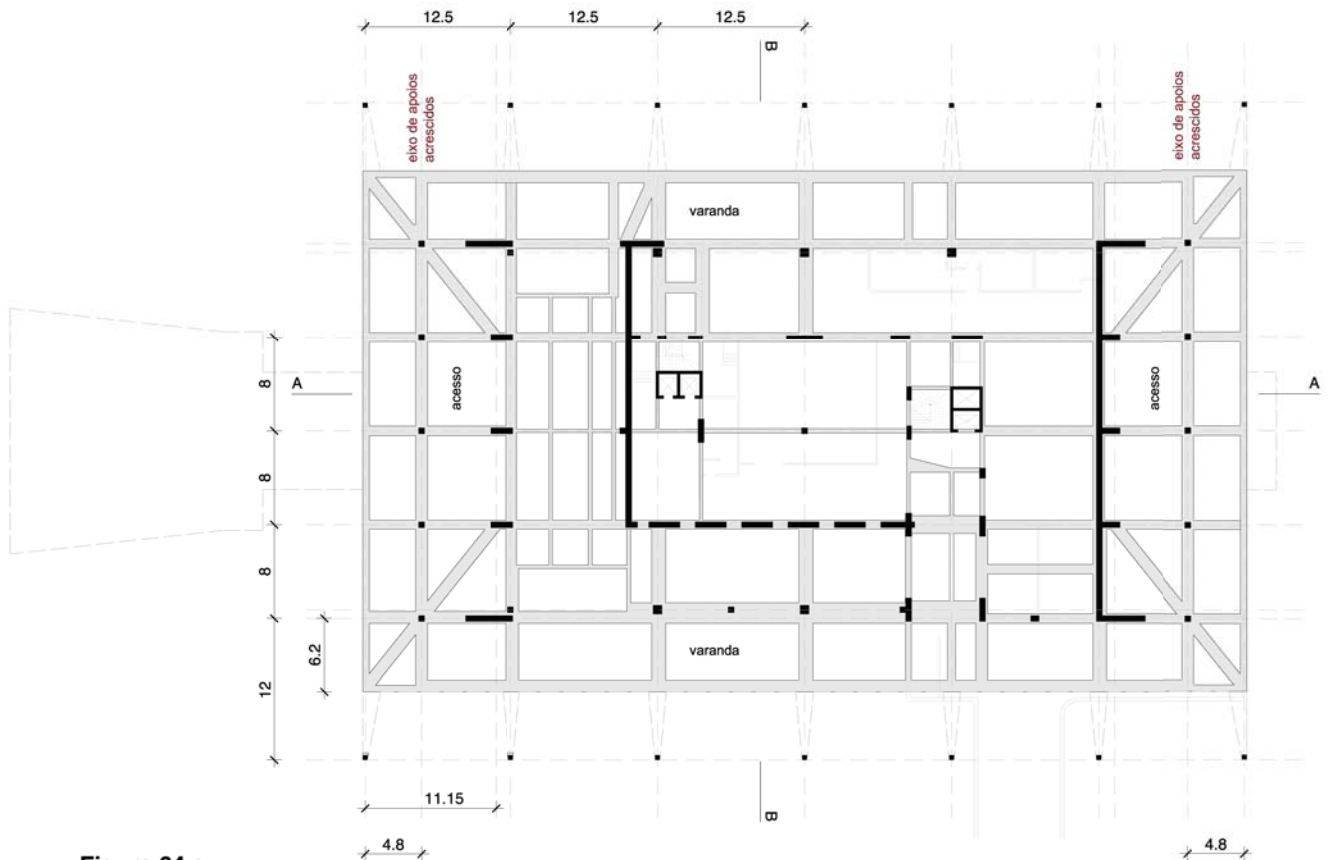 12.5
12.5
12.5
B
eixo de apoios
acrescidos
eixo de apoios
acrescidos
varanda
A
8
acesso
acesso
A
8
8
6.2
12
varanda
11.15
B
4.8
4.8